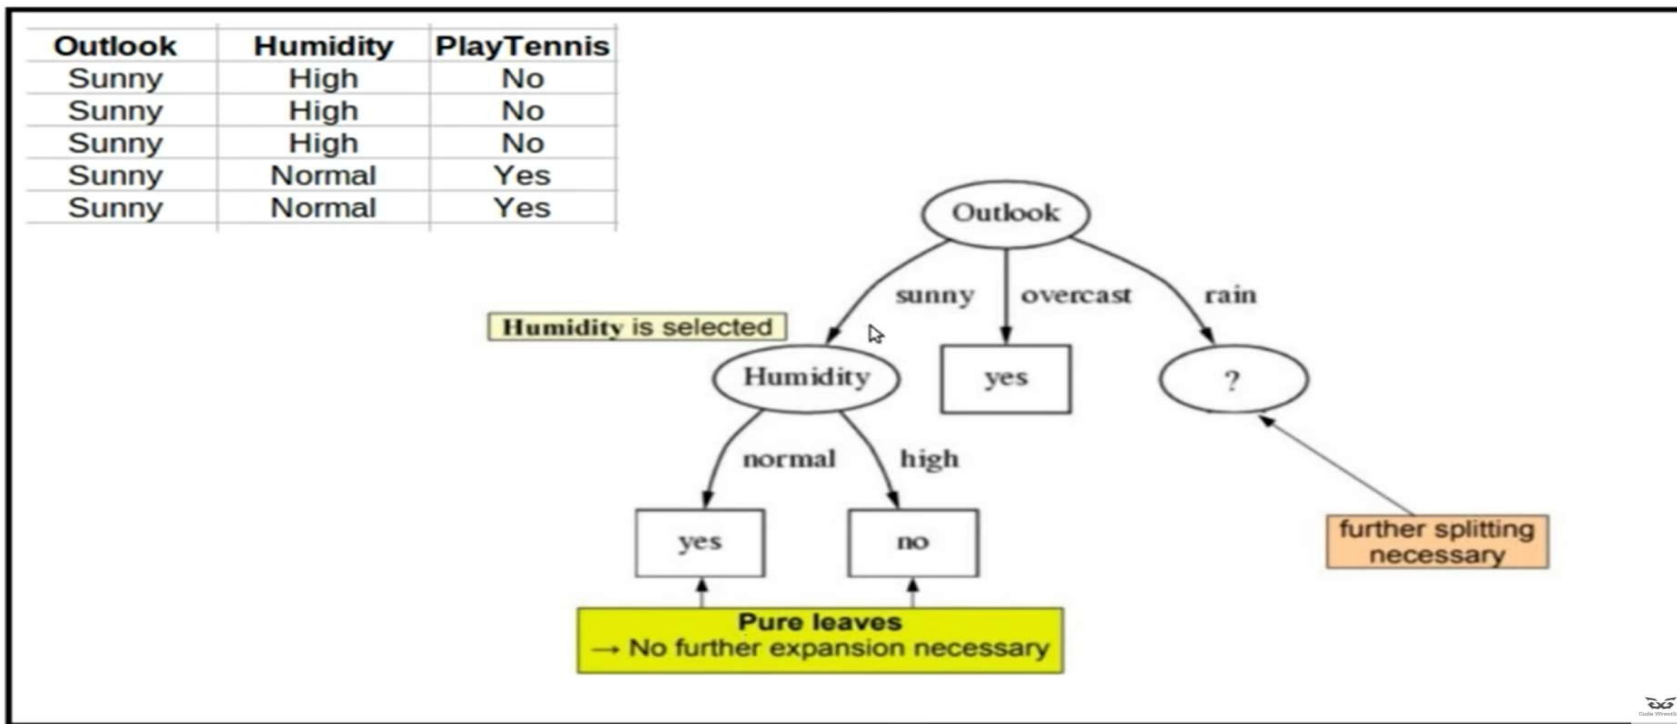 Outlook Humidity PlayTennis
Sunny High No
Sunny High No
Sunny High No
Sunny Normal Yes
Sunny Normal Yes
Outlook
sunny overcast rain
Humidity is selected
Humidity yes ?
normal high
yes no
further splitting
necessary
Pure leaves
→ No further expansion necessary